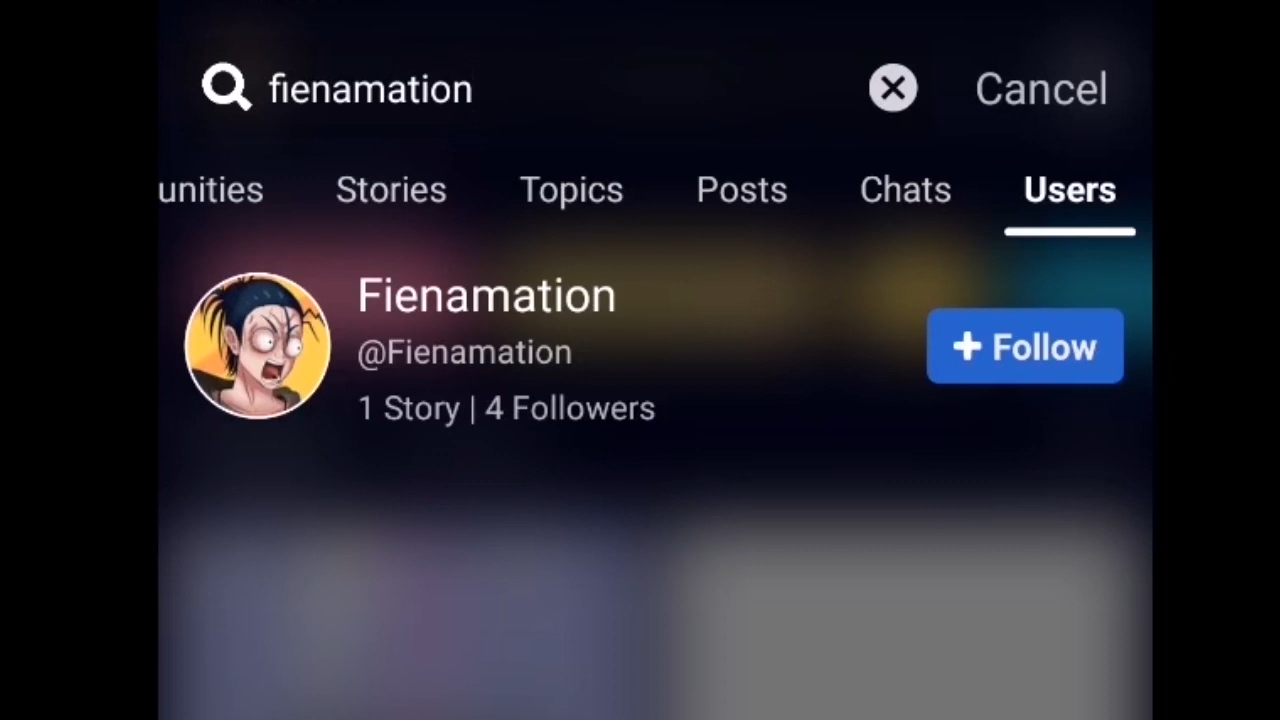 fienamation
Cancel
unities Stories Topics Posts Chats Users
Fienamation
@Fienamation
1 Story | 4 Followers
+ Follow